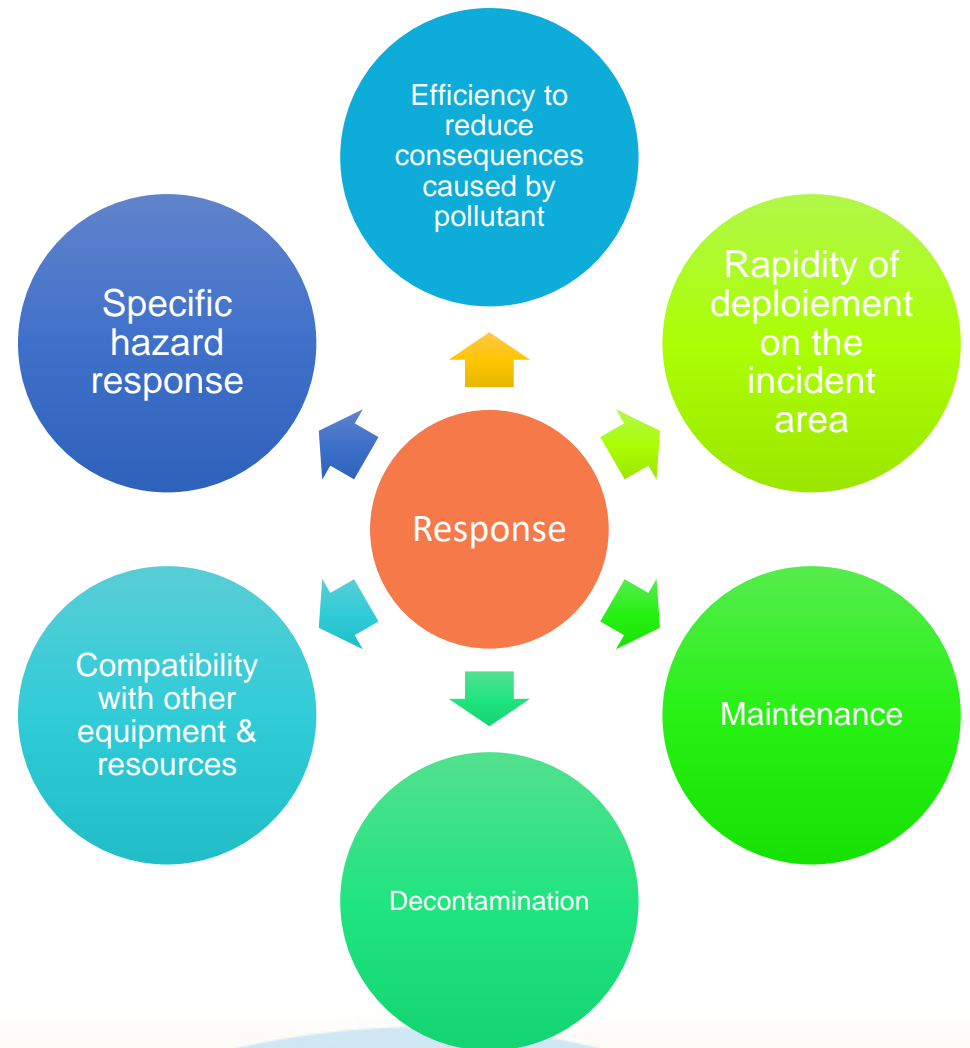 Efficiency to
reduce
consequences
caused by
pollutant
Rapidity of
deploiement
on the
incident
area
Maintenance
Decontamination
Compatibility
with other
equipment &
resources
Specific
hazard
response
Response